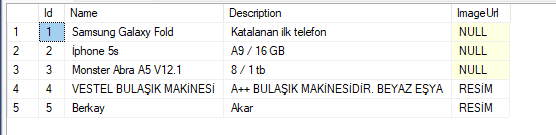 Id Name Description ImageUrl
1 1 Samsung Galaxy Fold Katalanan ilk telefon NULL
2 2 İphone 5s A9 / 16 GB NULL
3 3 Monster Abra A5 V12.1 8 / 1 tb NULL
4 4 VESTEL BULAŞIK MAKİNESİ A++ BULAŞIK MAKİNESİDİR. BEYAZ EŞYA RESİM
5 5 Berkay Akar RESİM